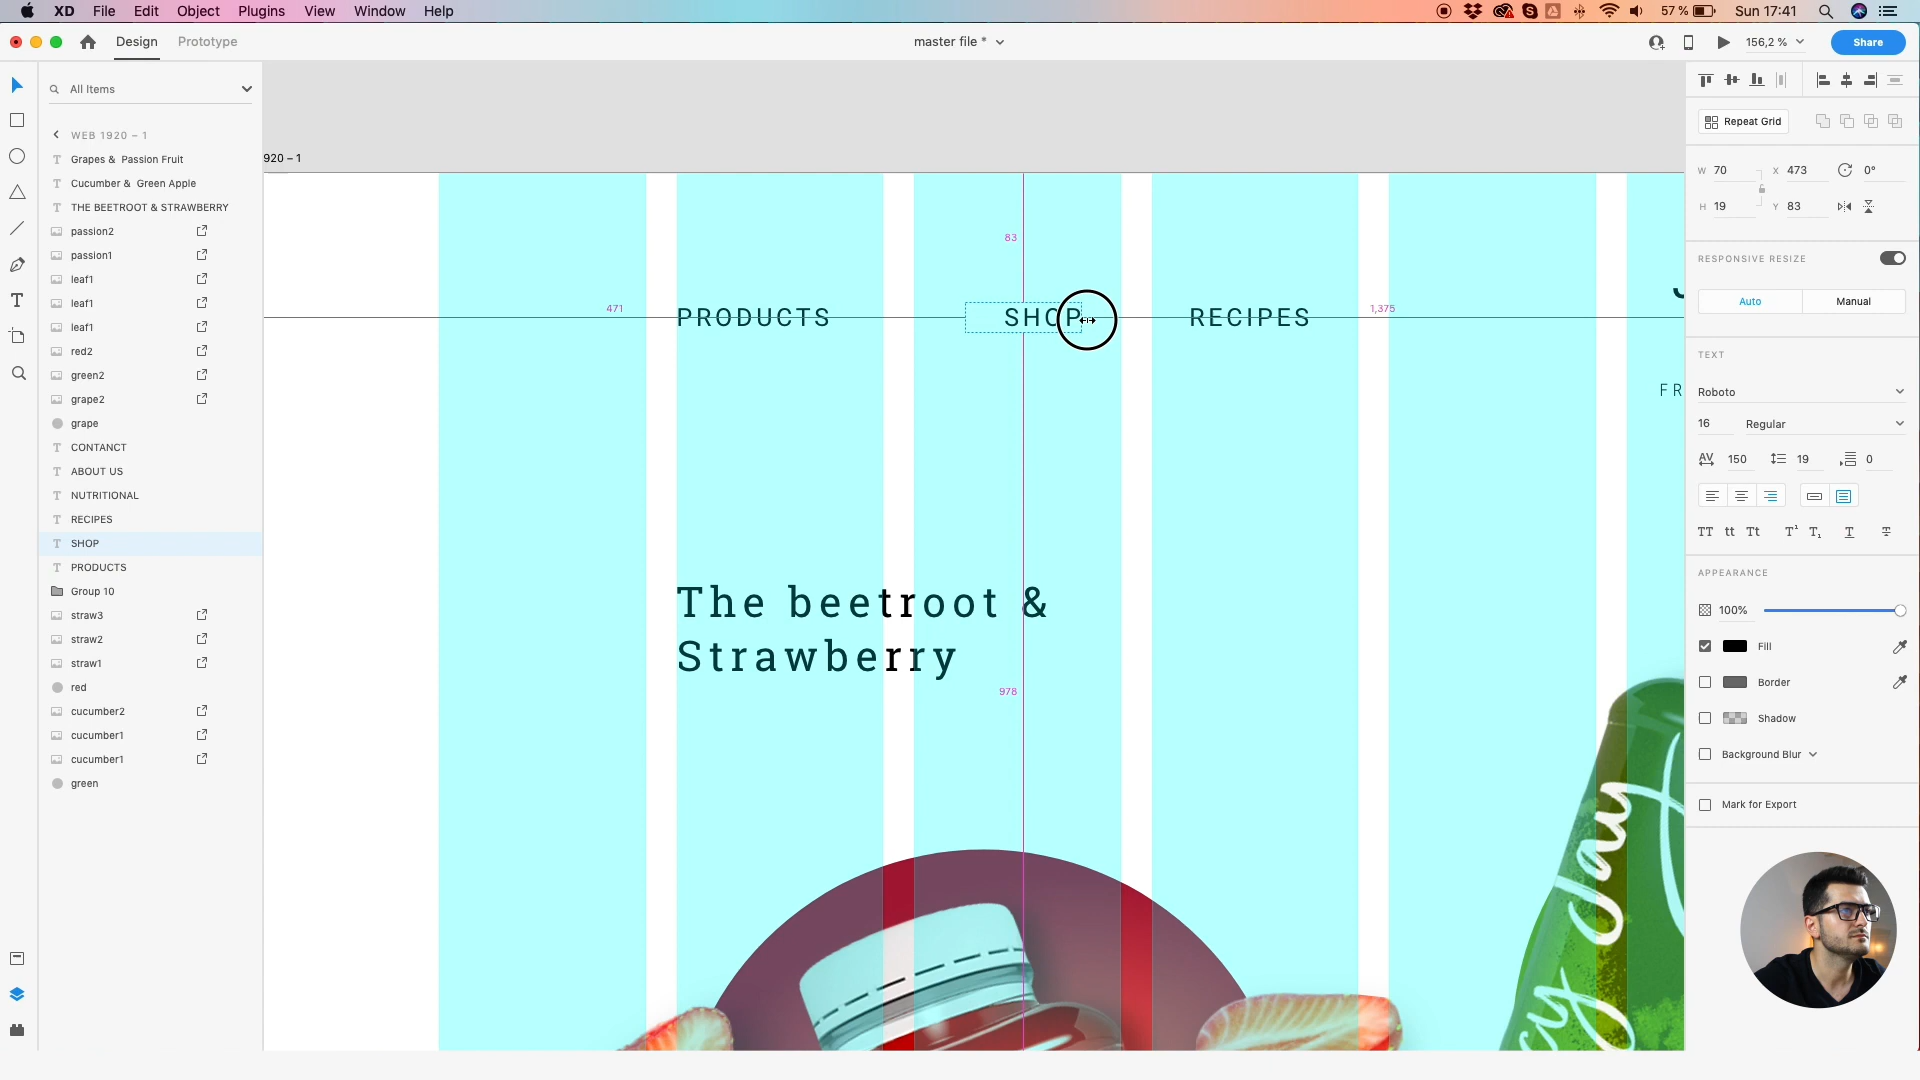 XD File Edit Object Plugins View Window Help
57 % Sun 17:41
Design Prototype
master file *
156,2 %
Share
All Items
WEB 1920 – 1
Grapes & Passion Fruit
Cucumber & Green Apple
THE BEETROOT & STRAWBERRY
passion2
passion1
leaf1
leaf1
leaf1
red2
green2
grape2
grape
CONTANCT
ABOUT US
NUTRITIONAL
RECIPES
SHOP
PRODUCTS
Group 10
straw3
straw2
straw1
red
cucumber2
cucumber1
cucumber1
green
920 – 1
83
471
PRODUCTS
SHOP
RECIPES
1,375
FR
The beetroot &
Strawberry
978
Repeat Grid
W 70 X 473 0°
H 19 Y 83
RESPONSIVE RESIZE
Auto Manual
TEXT
Roboto
16 Regular
AV 150 19 0
TT tt Tt T¹ T₁ T T
APPEARANCE
100%
Fill
Border
Shadow
Background Blur
Mark for Export